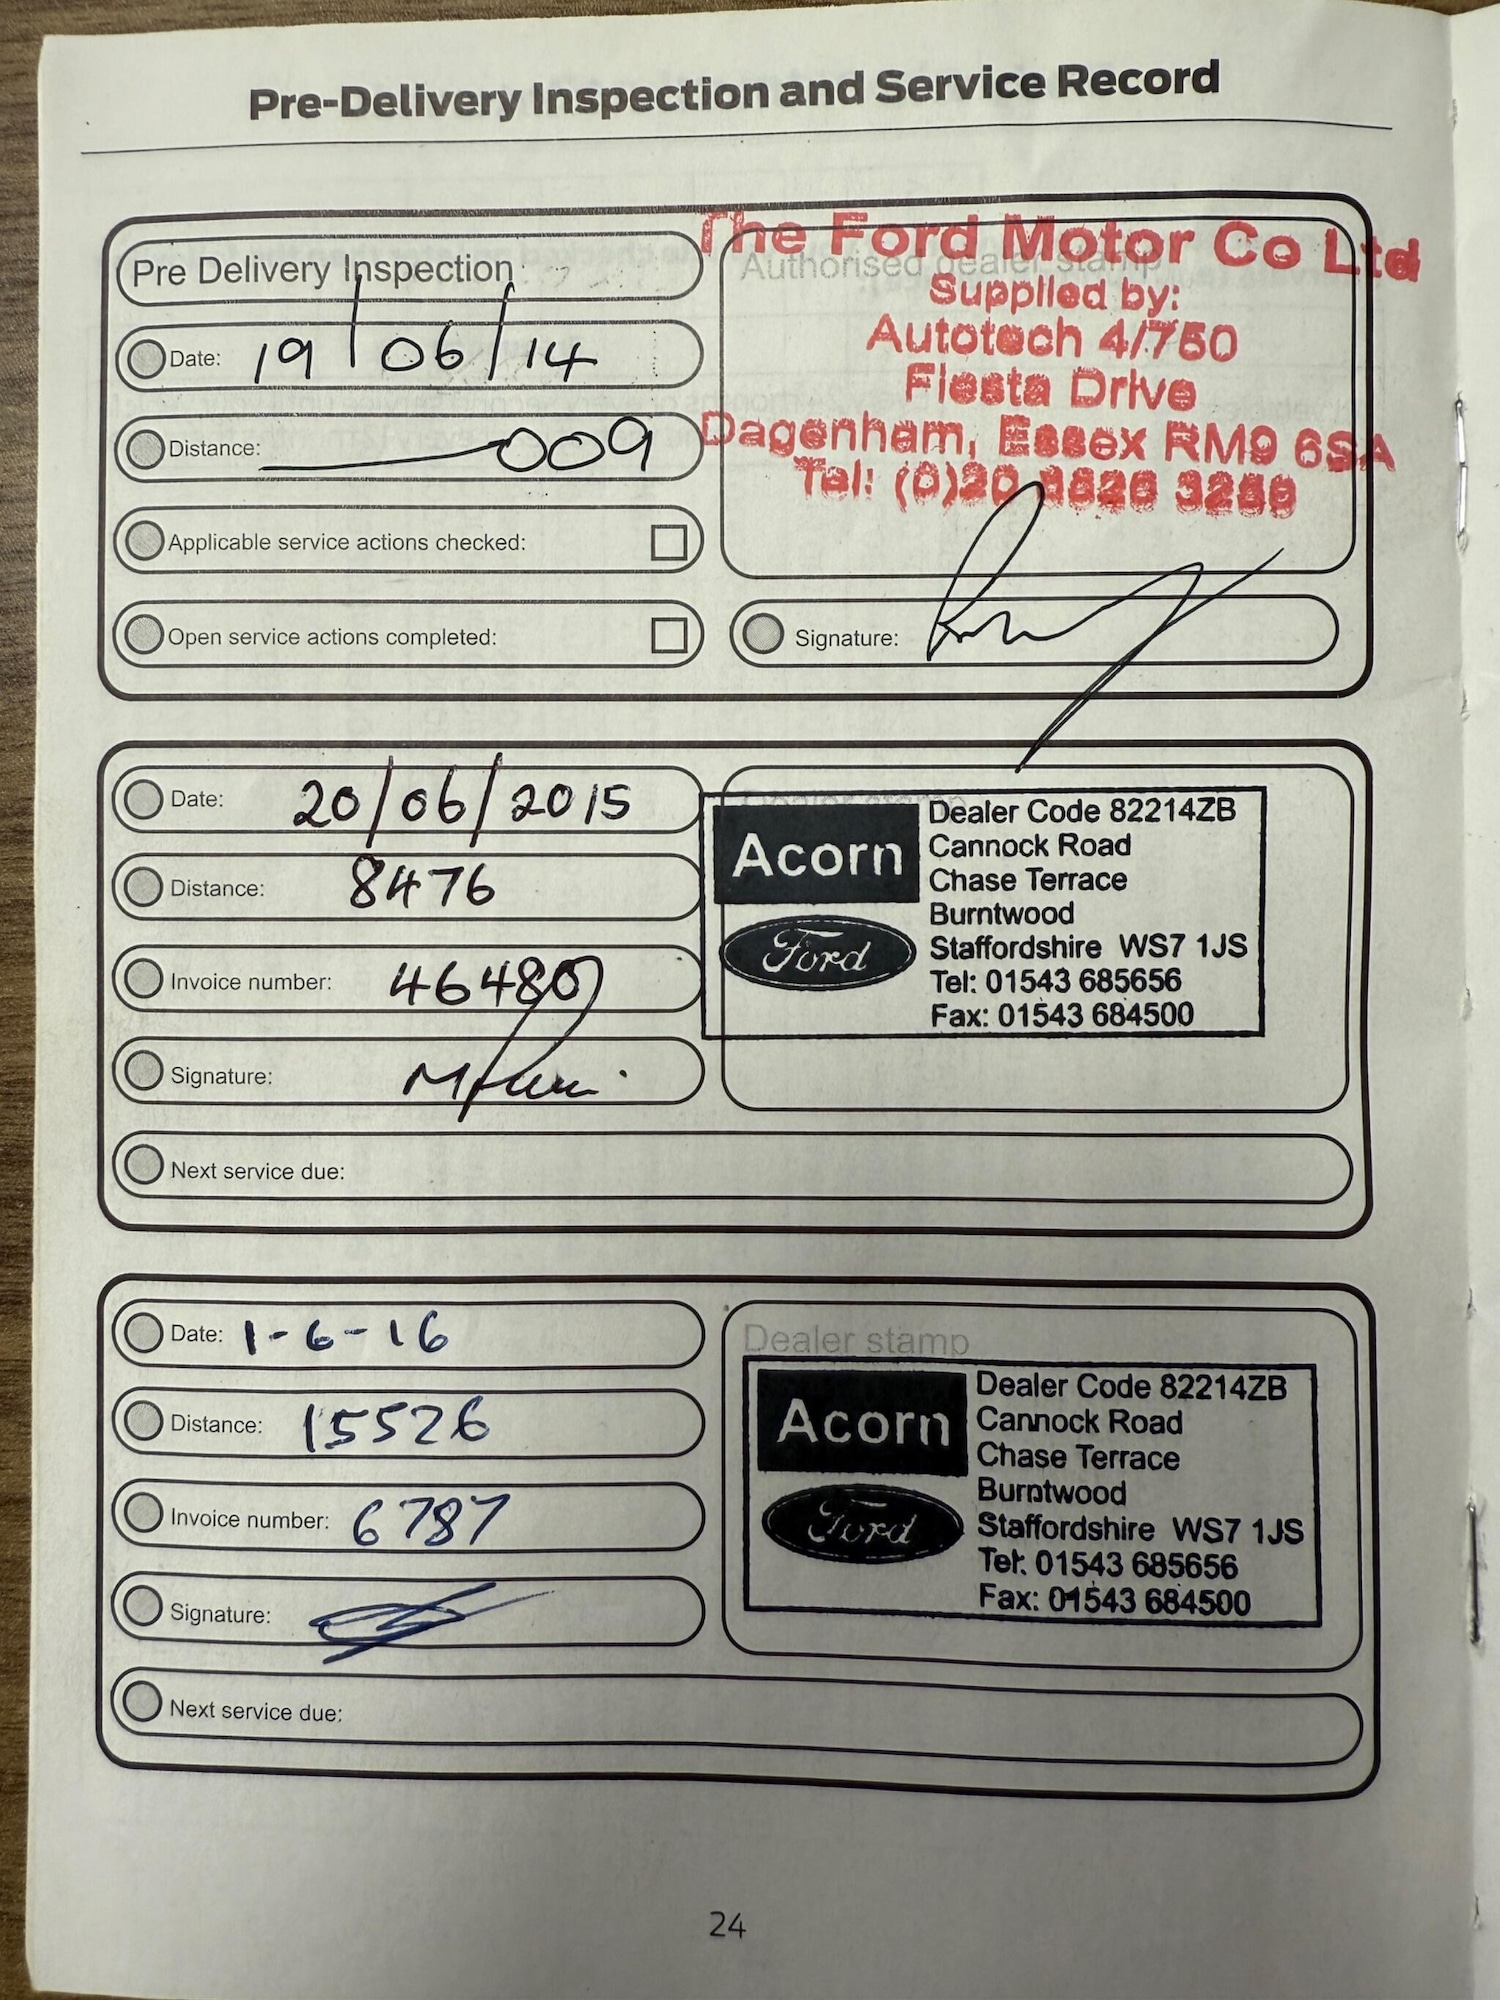 Pre-Delivery Inspection and Service Record
Pre Delivery Inspection
Date: 19/06/14
Distance: 009
Applicable service actions checked:
Open service actions completed:
Authorised dealer stamp
The Ford Motor Co Ltd
Supplied by:
Autotech 4/750
Fiesta Drive
Dagenham, Essex RM9 6SA
Tel: (0)20
Signature:
Date: 20/06/2015
Distance: 8476
Invoice number: 46480
Signature:
Next service due:
Dealer stamp
Acorn
Ford
Dealer Code 82214ZB
Cannock Road
Chase Terrace
Burntwood
Staffordshire WS7 1JS
Tel: 01543 685656
Fax: 01543 684500
Date: 1-6-16
Distance: 15526
Invoice number: 6787
Signature:
Next service due:
Dealer stamp
Acorn
Ford
Dealer Code 82214ZB
Cannock Road
Chase Terrace
Burntwood
Staffordshire WS7 1JS
Tel: 01543 685656
Fax: 01543 684500
24